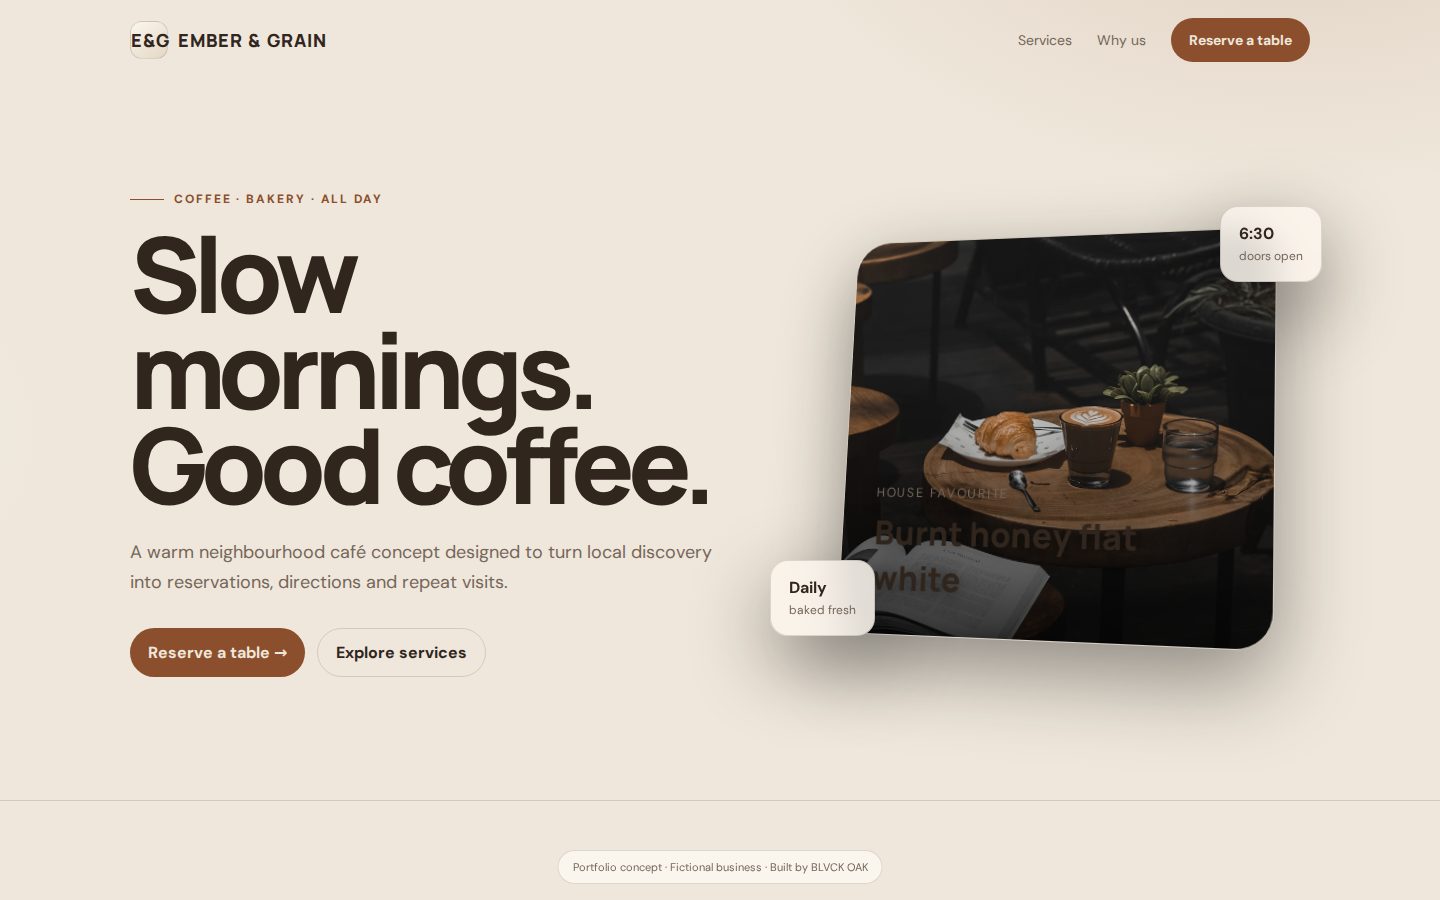 E&G EMBER & GRAIN
Services
Why us
Reserve a table
COFFEE · BAKERY · ALL DAY
Slow
mornings.
Good coffee.
A warm neighbourhood café concept designed to turn local discovery
into reservations, directions and repeat visits.
Reserve a table →
Explore services
6:30
doors open
HOUSE FAVOURITE
Burnt honey flat
white
Daily
baked fresh
Portfolio concept · Fictional business · Built by BLVCK OAK